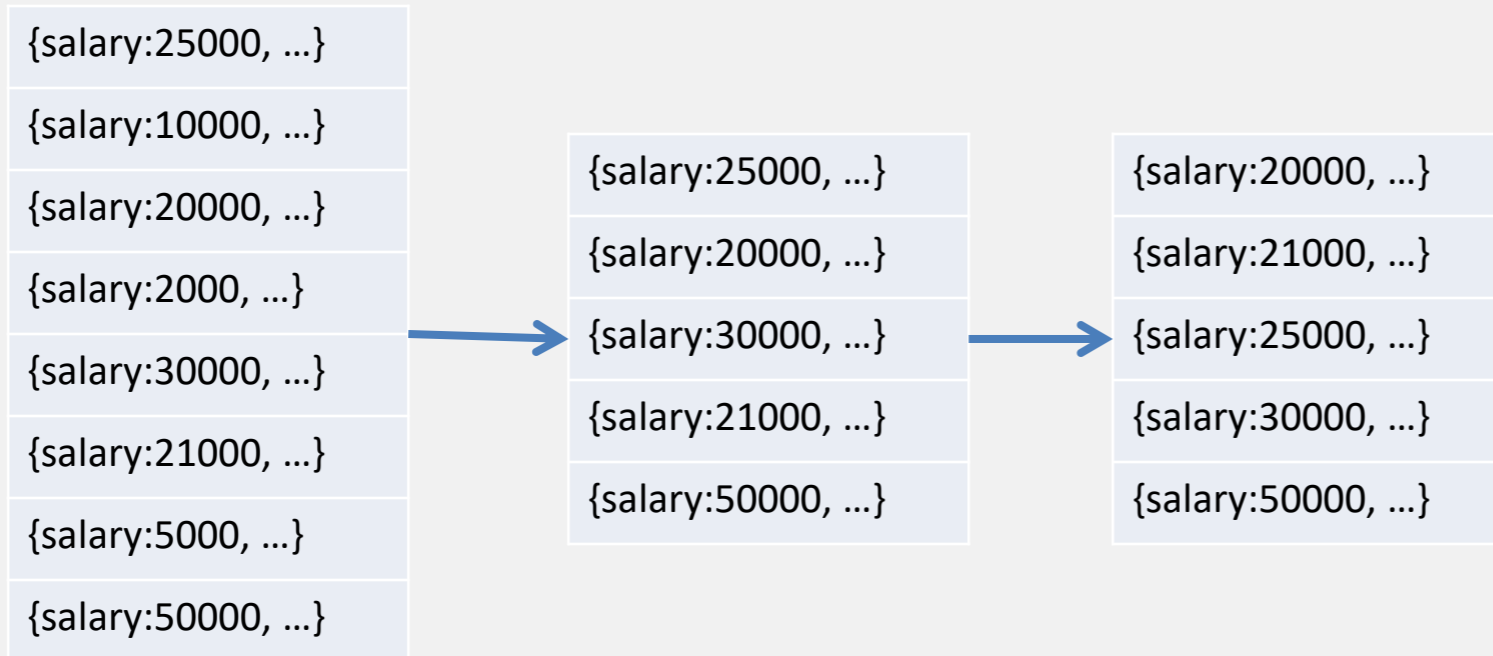 {salary:25000, …}
{salary:10000, …}
{salary:20000, …}
{salary:2000, …}
{salary:30000, …}
{salary:21000, …}
{salary:5000, …}
{salary:50000, …}
{salary:25000, …}
{salary:20000, …}
{salary:30000, …}
{salary:21000, …}
{salary:50000, …}
{salary:20000, …}
{salary:21000, …}
{salary:25000, …}
{salary:30000, …}
{salary:50000, …}